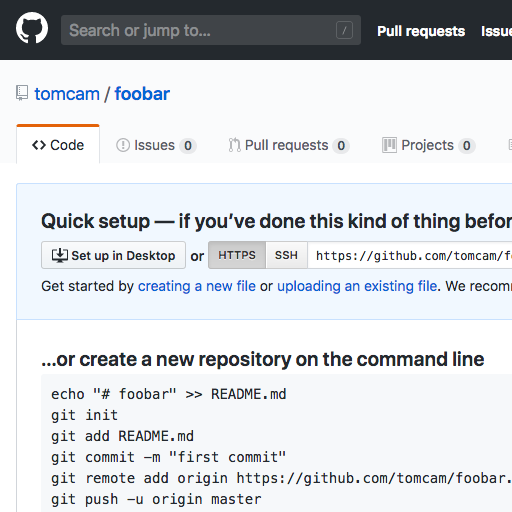 Search or jump to... / Pull requests Issue
tomcam / foobar
<> Code Issues 0 Pull requests 0 Projects 0
Quick setup — if you’ve done this kind of thing befor
Set up in Desktop or HTTPS SSH https://github.com/tomcam/f
Get started by creating a new file or uploading an existing file. We recom
...or create a new repository on the command line
echo "# foobar" >> README.md
git init
git add README.md
git commit -m "first commit"
git remote add origin https://github.com/tomcam/foobar.
git push -u origin master